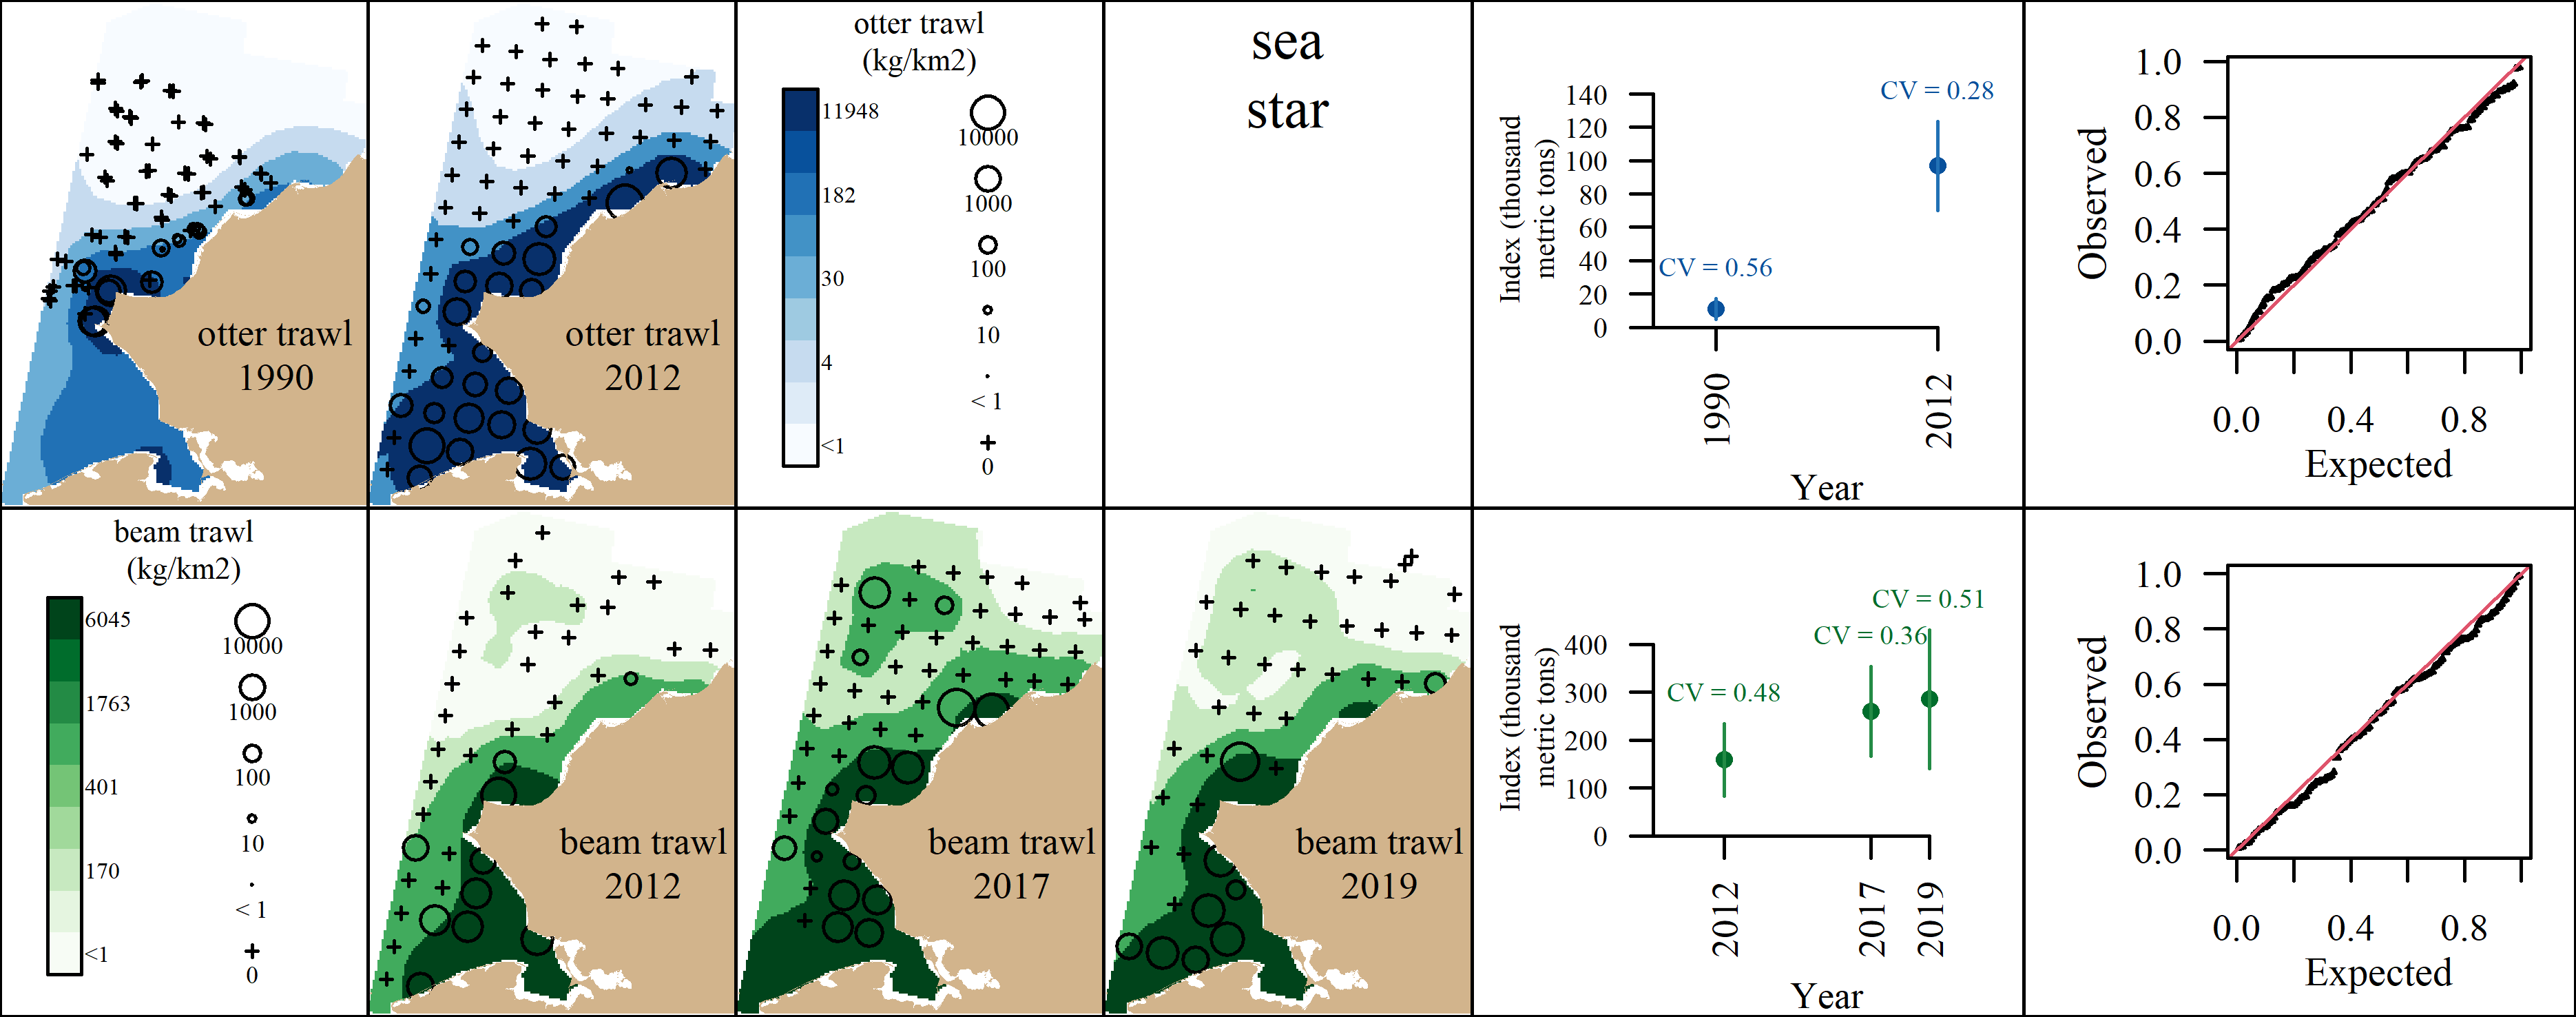 otter trawl
1990
otter trawl
2012
otter trawl
(kg/km2)
11948
182
30
4
<1
10000
1000
100
10
< 1
0
sea
star
Index (thousand
metric tons)
140
120
100
80
60
40
20
0
CV = 0.56
CV = 0.28
1990
2012
Year
Observed
1.0
0.8
0.6
0.4
0.2
0.0
0.0 0.4 0.8
Expected
beam trawl
(kg/km2)
6045
1763
401
170
<1
10000
1000
100
10
< 1
0
beam trawl
2012
beam trawl
2017
beam trawl
2019
Index (thousand
metric tons)
400
300
200
100
0
CV = 0.48
CV = 0.36
CV = 0.51
2012
2017
2019
Year
Observed
1.0
0.8
0.6
0.4
0.2
0.0
0.0 0.4 0.8
Expected